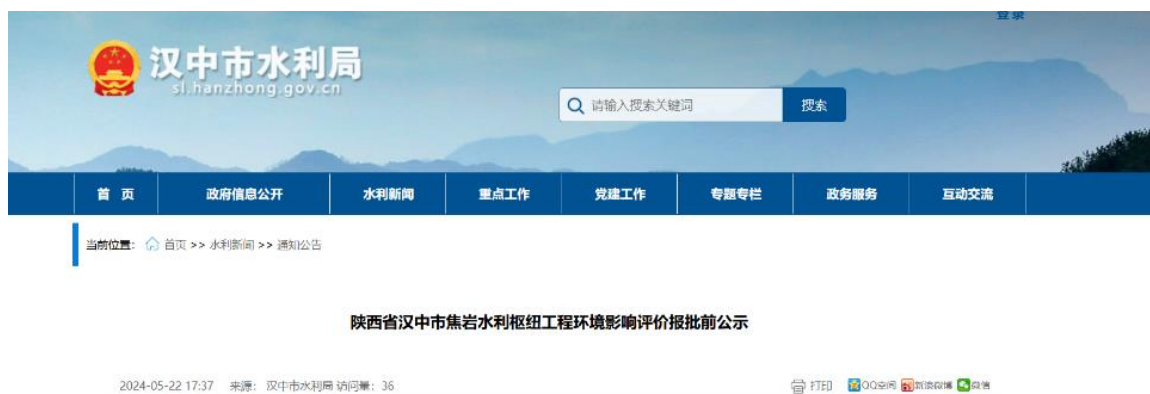 登录
汉中市水利局
sl.hanzhong.gov.cn
请输入搜索关键词 搜索
首 页 政府信息公开 水利新闻 重点工作 党建工作 专题专栏 政务服务 互动交流
当前位置： 首页 >> 水利新闻 >> 通知公告
陕西省汉中市焦岩水利枢纽工程环境影响评价报批前公示
2024-05-22 17:37 来源： 汉中市水利局 访问量： 36 打印 QQ空间 新浪微博 微信